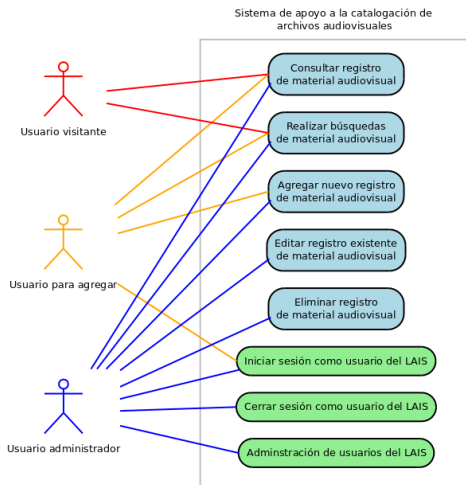 Sistema de apoyo a la catalogación de
archivos audiovisuales
Consultar registro
de material audiovisual
Usuario visitante
Realizar búsquedas
de material audiovisual
Agregar nuevo registro
de material audiovisual
Editar registro existente
de material audiovisual
Usuario para agregar
Eliminar registro
de material audiovisual
Iniciar sesión como usuario del LAIS
Cerrar sesión como usuario del LAIS
Usuario administrador
Adminstración de usuarios del LAIS